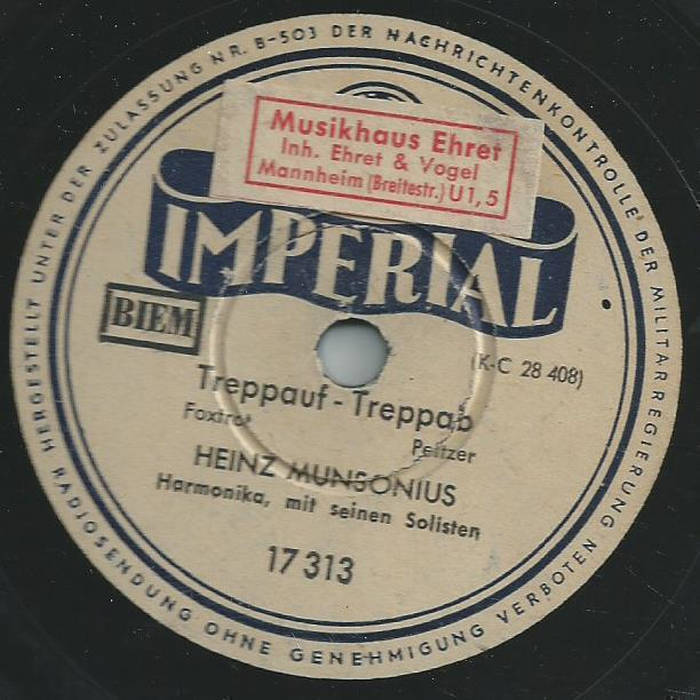 HERGESTELLT UNTER DER ZULASSUNG NR. B-503 DER NACHRICHTENKONTROLLE DER MILITÄRREGIERUNG
RADIOSENDUNG OHNE GENEHMIGUNG VERBOTEN
Musikhaus Ehret
Inh. Ehret & Vogel
Mannheim (Breitestr.) U 1, 5
IMPERIAL
BIEM
(K-C 28 408)
Treppauf - Treppab
Foxtrot
Peltzer
HEINZ MUNSONIUS
Harmonika, mit seinen Solisten
17 313